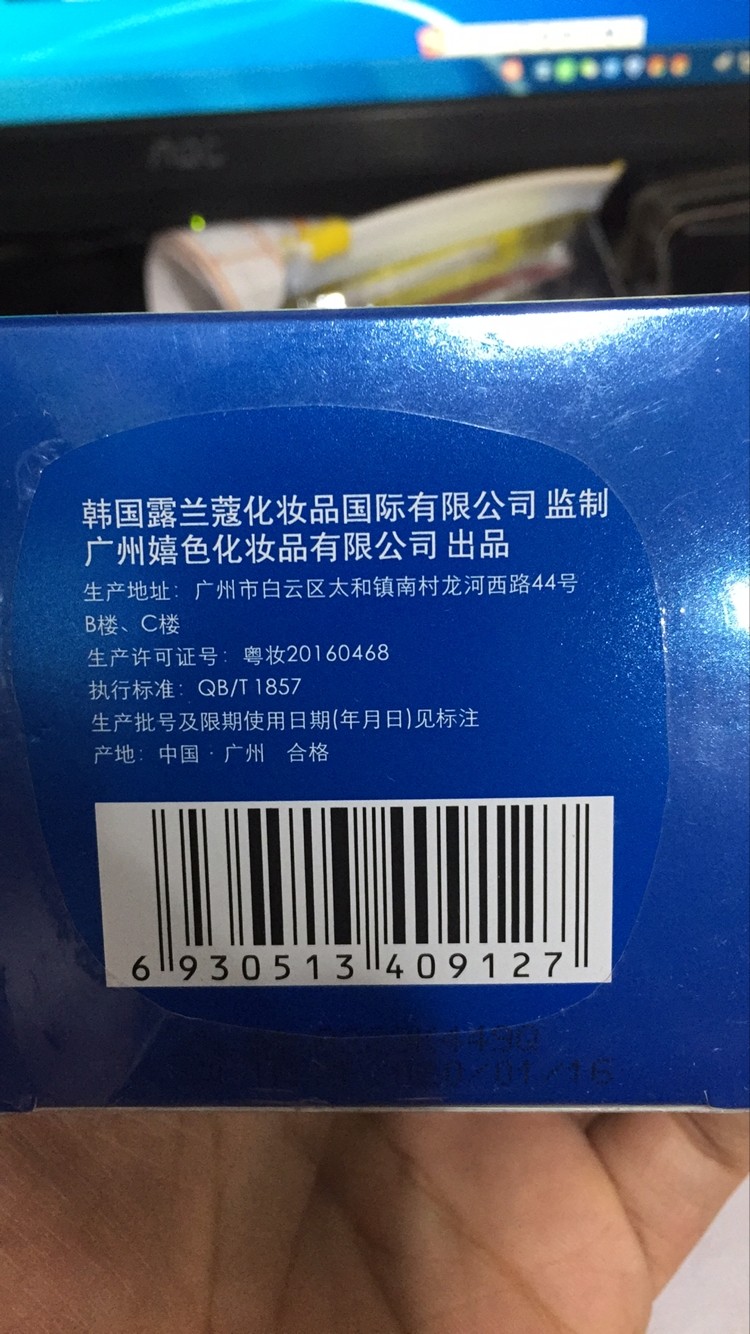 AOC
韩国露兰蔻化妆品国际有限公司 监制
广州嬉色化妆品有限公司 出品
生产地址：广州市白云区太和镇南村龙河西路44号
B楼、C楼
生产许可证号：粤妆20160468
执行标准：QB/T 1857
生产批号及限期使用日期(年月日)见标注
产地：中国·广州 合格
6 930513 409127
/01/16